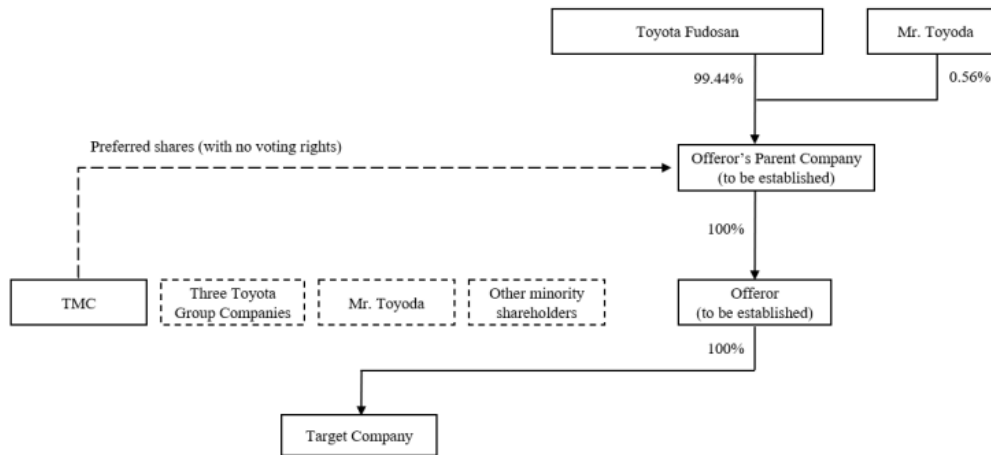 Toyota Fudosan
Mr. Toyoda
99.44%
0.56%
Preferred shares (with no voting rights)
Offeror's Parent Company
(to be established)
100%
TMC
Three Toyota
Group Companies
Mr. Toyoda
Other minority
shareholders
Offeror
(to be established)
100%
Target Company